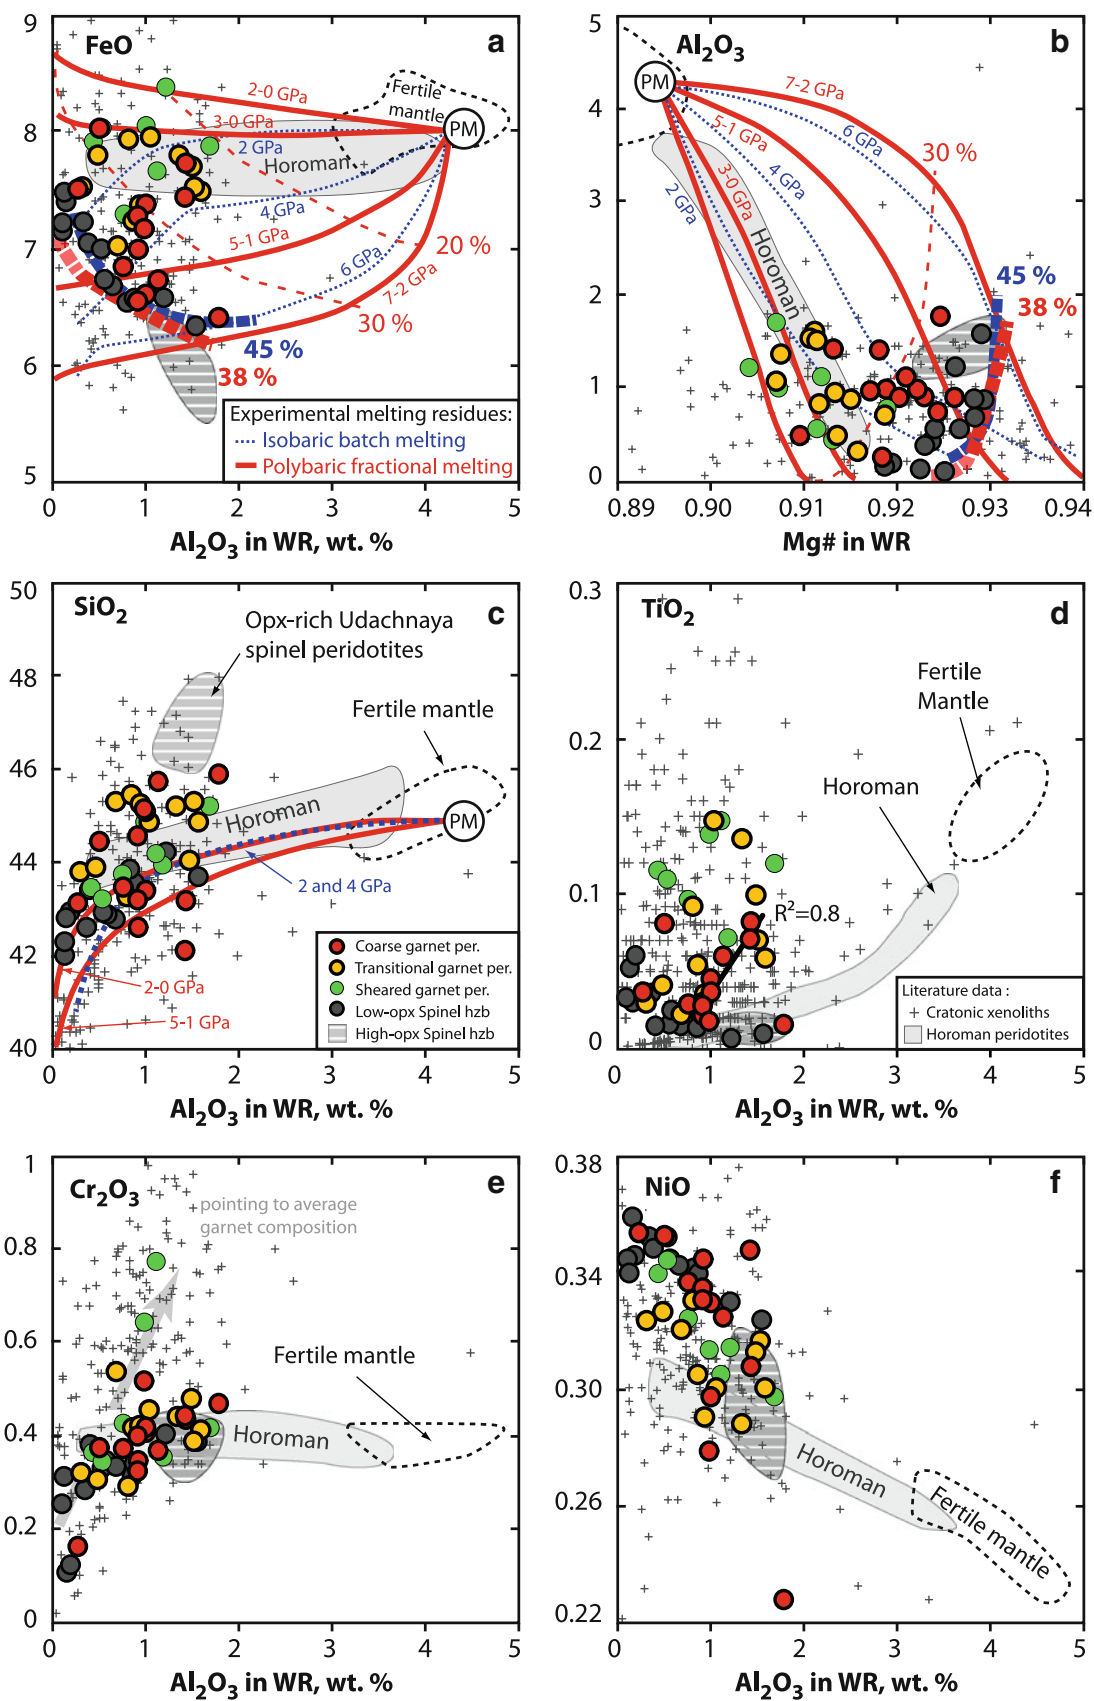 9
8
7
6
5
FeO
a
2-0 GPa
3-0 GPa
2 GPa
Fertile
mantle
PM
Horoman
4 GPa
5-1 GPa
6 GPa
7-2 GPa
20 %
30 %
45 %
38 %
Experimental melting residues:
Isobaric batch melting
Polybaric fractional melting
0 1 2 3 4 5
Al₂O₃ in WR, wt. %
5
4
3
2
1
0
Al₂O₃
b
PM
7-2 GPa
5-1 GPa
6 GPa
4 GPa
3-0 GPa
2 GPa
30 %
Horoman
45 %
38 %
0.89 0.90 0.91 0.92 0.93 0.94
Mg# in WR
50
48
46
44
42
40
SiO₂
c
Opx-rich Udachnaya
spinel peridotites
Fertile mantle
Horoman
PM
2 and 4 GPa
2-0 GPa
5-1 GPa
Coarse garnet per.
Transitional garnet per.
Sheared garnet per.
Low-opx Spinel hzb
High-opx Spinel hzb
0 1 2 3 4 5
Al₂O₃ in WR, wt. %
0.3
0.2
0.1
0
TiO₂
d
Fertile
Mantle
Horoman
R²=0.8
Literature data :
Cratonic xenoliths
Horoman peridotites
0 1 2 3 4 5
Al₂O₃ in WR, wt. %
1
0.8
0.6
0.4
0.2
0
Cr₂O₃
e
pointing to average
garnet composition
Fertile mantle
Horoman
0 1 2 3 4 5
Al₂O₃ in WR, wt. %
0.38
0.34
0.30
0.26
0.22
NiO
f
Horoman
Fertile mantle
0 1 2 3 4 5
Al₂O₃ in WR, wt. %